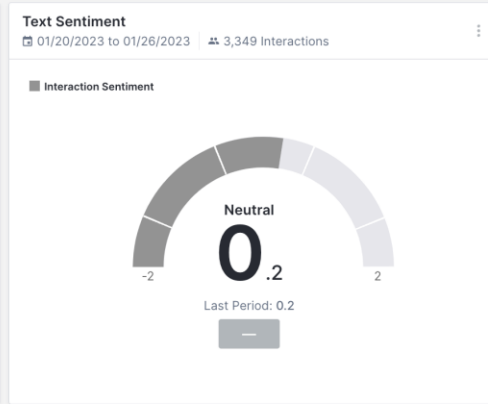 Text Sentiment
01/20/2023 to 01/26/2023 3,349 Interactions
Interaction Sentiment
Neutral
0.2
-2 2
Last Period: 0.2
—